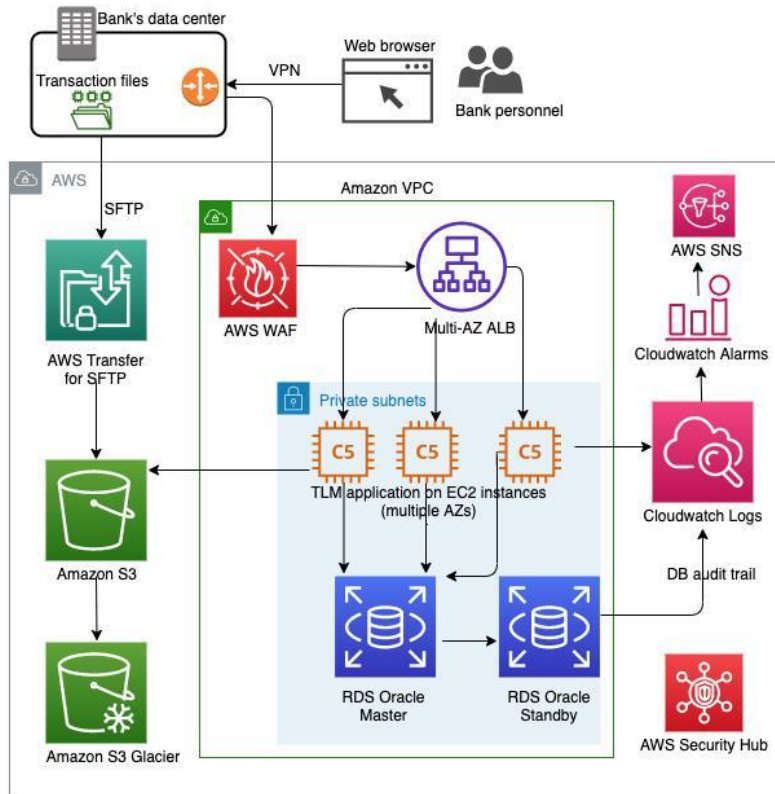 Bank's data center
Transaction files
Web browser
VPN
Bank personnel
AWS
SFTP
Amazon VPC
AWS SNS
AWS WAF
Multi-AZ ALB
AWS Transfer
for SFTP
Cloudwatch Alarms
Private subnets
C5
C5
C5
TLM application on EC2 instances
(multiple AZs)
Cloudwatch Logs
Amazon S3
DB audit trail
RDS Oracle
Master
RDS Oracle
Standby
Amazon S3 Glacier
AWS Security Hub